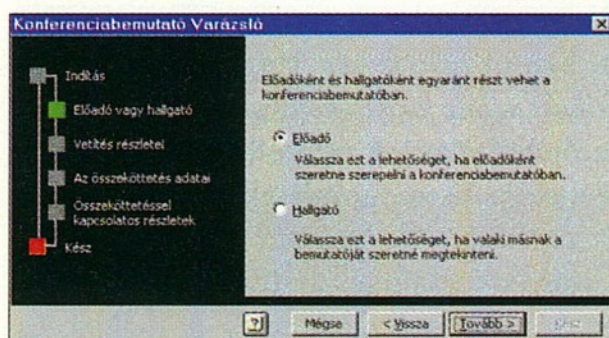 Konferenciabemutató Varázsló
Indítás
Előadó vagy hallgató
Vetítés részletei
Az összeköttetés adatai
Összeköttetéssel
kapcsolatos részletek
Kész
Előadóként és hallgatóként egyaránt részt vehet a
konferenciabemutatóban.
Előadó
Válassza ezt a lehetőséget, ha előadóként
szeretne szerepelni a konferenciabemutatóban.
Hallgató
Válassza ezt a lehetőséget, ha valaki másnak a
bemutatóját szeretné megtekinteni.
? Mégse < Vissza Tovább > Kész